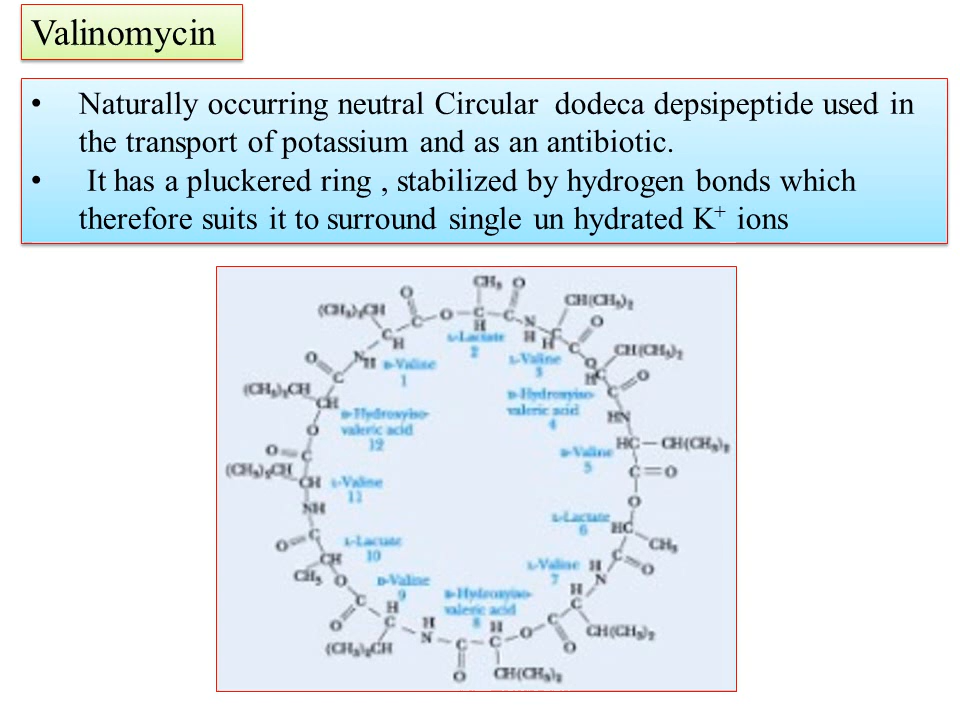 Valinomycin
• Naturally occurring neutral Circular dodeca depsipeptide used in
the transport of potassium and as an antibiotic.
• It has a pluckered ring , stabilized by hydrogen bonds which
therefore suits it to surround single un hydrated K+ ions
CH₃ O
O CH(CH₃)₂
(CH₃)₂CH
C O C C N O
H H H C
C H L-Lactate
2 L-Valine
3 C
O CH(CH₃)₂
O N H D-Valine
1 HC O
C C
(CH₃)₂CH CH D-Hydroxyiso-
valeric acid
4 HN
D-Hydroxyiso-
valeric acid
12
O HC CH(CH₃)₂
O C D-Valine
5 C O
(CH₃)₂CH CH L-Valine
11 O
NH L-Lactate
6 HC
O C L-Lactate
10 CH₃
CH L-Valine
7 H C O
CH₃ O D-Valine
9 D-Hydroxyiso-
valeric acid
8 N
C H H H C
O C N C C O C CH(CH₃)₂
(CH₃)₂CH O O
CH(CH₃)₂